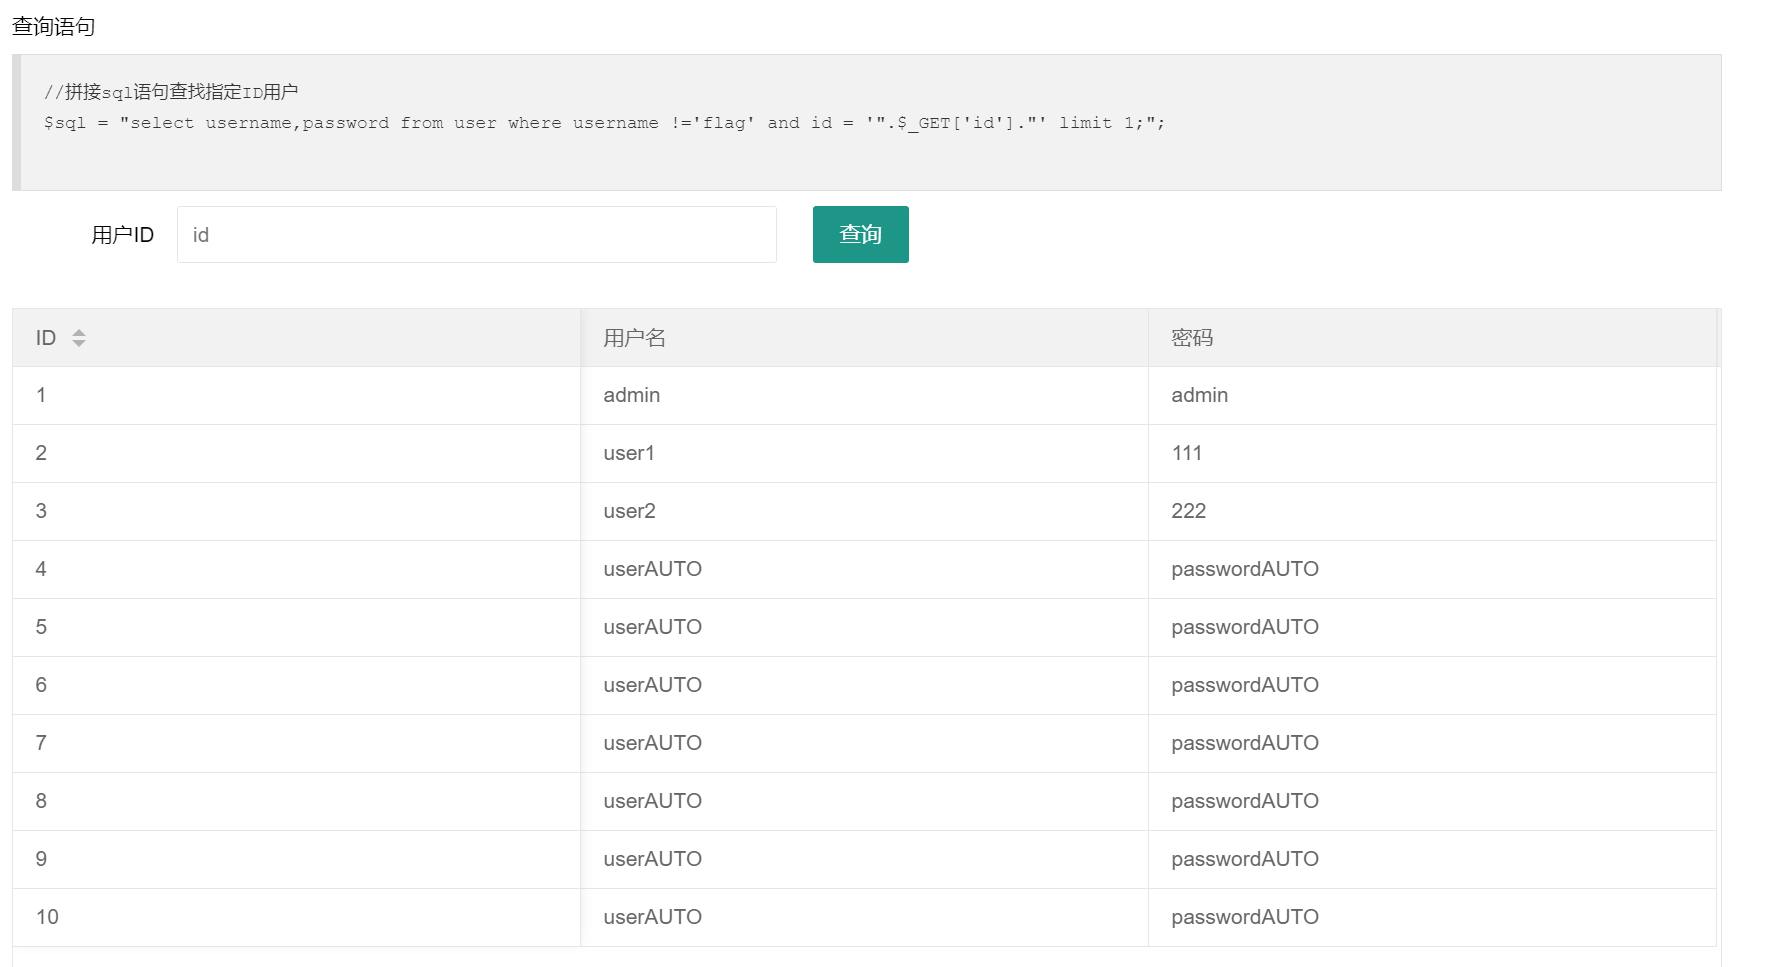 查询语句
//拼接sql语句查找指定ID用户
$sql = "select username,password from user where username !='flag' and id = '".$_GET['id']."' limit 1;";
用户ID id 查询
ID 用户名 密码
1 admin admin
2 user1 111
3 user2 222
4 userAUTO passwordAUTO
5 userAUTO passwordAUTO
6 userAUTO passwordAUTO
7 userAUTO passwordAUTO
8 userAUTO passwordAUTO
9 userAUTO passwordAUTO
10 userAUTO passwordAUTO